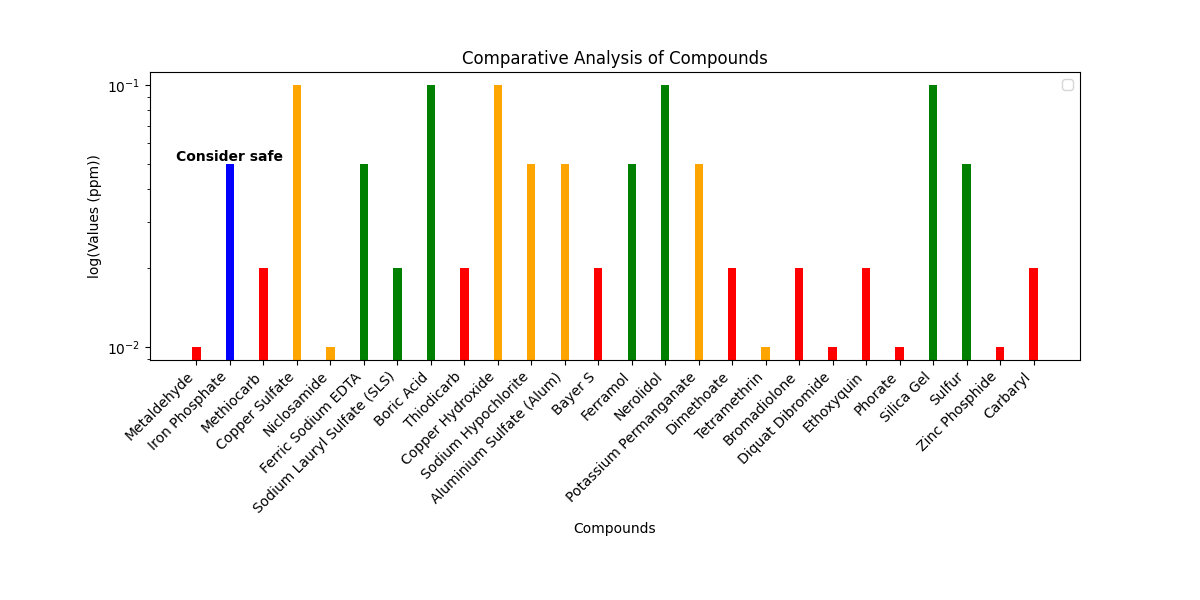 Comparative Analysis of Compounds
10⁻¹
Consider safe
log(Values (ppm))
10⁻²
Metaldehyde
Iron Phosphate
Methiocarb
Copper Sulfate
Niclosamide
Ferric Sodium EDTA
Sodium Lauryl Sulfate (SLS)
Boric Acid
Thiodicarb
Copper Hydroxide
Sodium Hypochlorite
Aluminium Sulfate (Alum)
Bayer S
Ferramol
Nerolidol
Potassium Permanganate
Dimethoate
Tetramethrin
Bromadiolone
Diquat Dibromide
Ethoxyquin
Phorate
Silica Gel
Sulfur
Zinc Phosphide
Carbaryl
Compounds